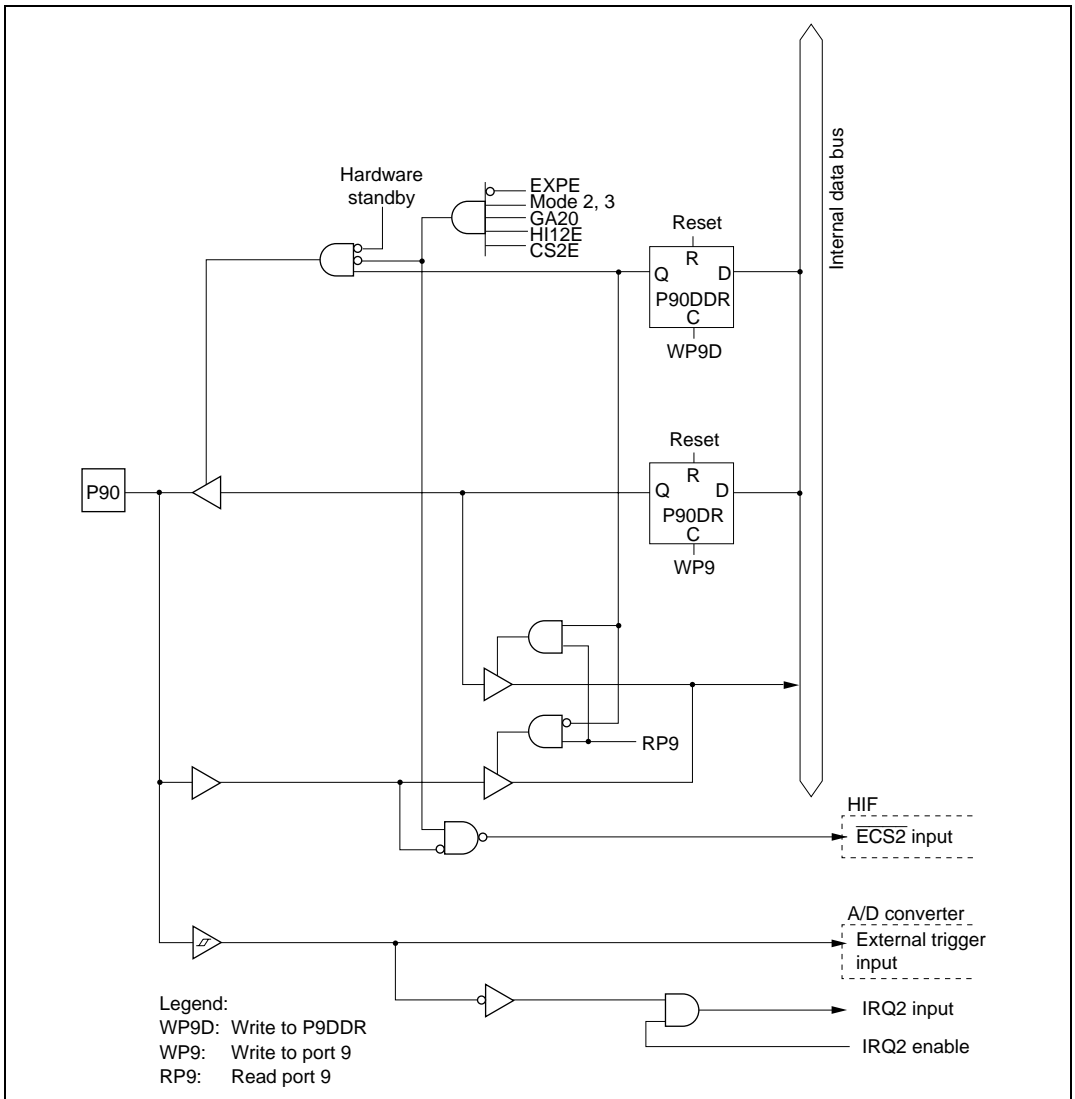 Hardware
standby
EXPE
Mode 2, 3
GA20
HI12E
CS2E
Internal data bus
Reset
R
Q D
P90DDR
C
WP9D
Reset
R
P90
Q D
P90DR
C
WP9
RP9
HIF
ECS2 input
A/D converter
External trigger
input
IRQ2 input
IRQ2 enable
Legend:
WP9D: Write to P9DDR
WP9: Write to port 9
RP9: Read port 9